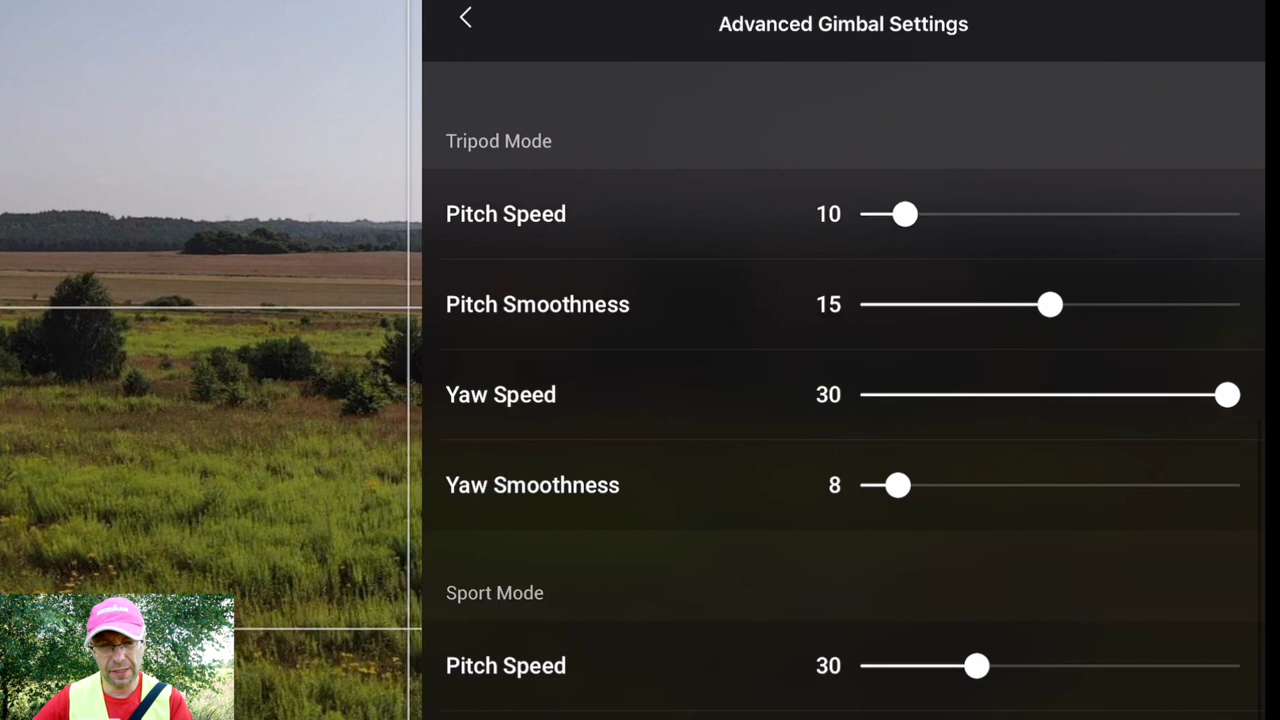 Advanced Gimbal Settings
Tripod Mode
Pitch Speed 10
Pitch Smoothness 15
Yaw Speed 30
Yaw Smoothness 8
Sport Mode
Pitch Speed 30